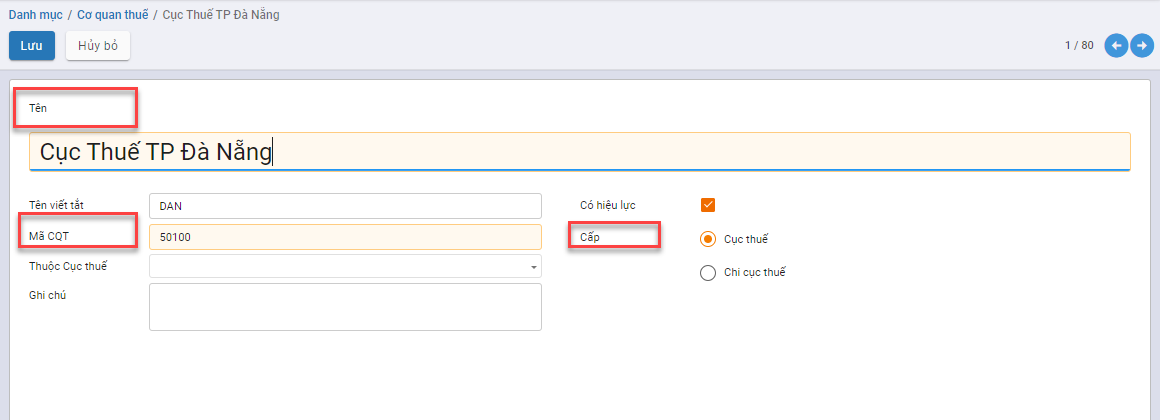 Danh mục / Cơ quan thuế / Cục Thuế TP Đà Nẵng
Lưu Hủy bỏ 1 / 80
Tên
Cục Thuế TP Đà Nẵng
Tên viết tắt DAN Có hiệu lực
Mã CQT 50100 Cấp Cục thuế
Thuộc Cục thuế Chi cục thuế
Ghi chú